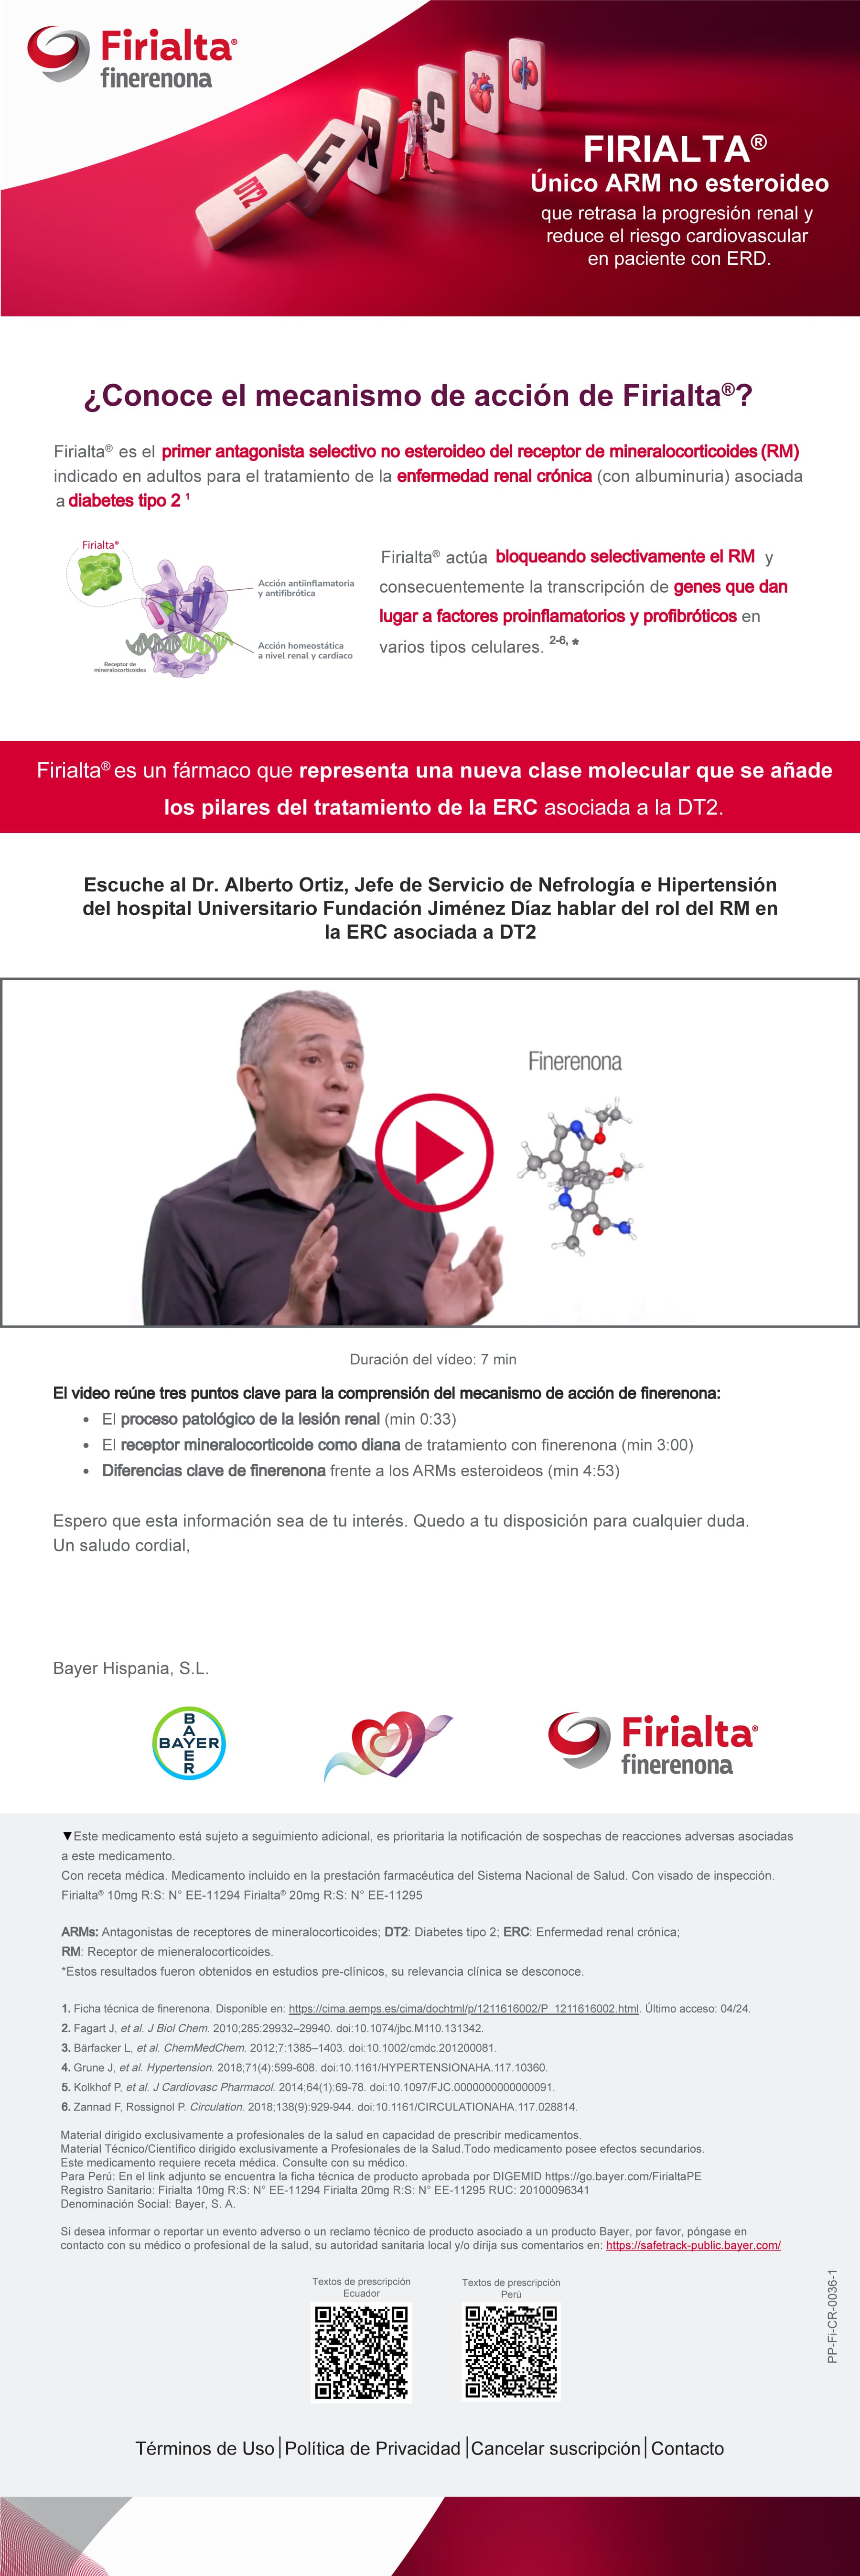 Firialta®
finerenona
DT2
E
R
C
FIRIALTA®
Único ARM no esteroideo
que retrasa la progresión renal y
reduce el riesgo cardiovascular
en paciente con ERD.
¿Conoce el mecanismo de acción de Firialta®?
Firialta® es el primer antagonista selectivo no esteroideo del receptor de mineralocorticoides (RM)
indicado en adultos para el tratamiento de la enfermedad renal crónica (con albuminuria) asociada
a diabetes tipo 2 ¹
Firialta®
Acción antiinflamatoria
y antifibrótica
Acción homeostática
a nivel renal y cardíaco
Receptor de
mineralocorticoides
Firialta® actúa bloqueando selectivamente el RM y
consecuentemente la transcripción de genes que dan
lugar a factores proinflamatorios y profibróticos en
varios tipos celulares. 2-6, *
Firialta® es un fármaco que representa una nueva clase molecular que se añade
los pilares del tratamiento de la ERC asociada a la DT2.
Escuche al Dr. Alberto Ortiz, Jefe de Servicio de Nefrología e Hipertensión
del hospital Universitario Fundación Jiménez Díaz hablar del rol del RM en
la ERC asociada a DT2
Finerenona
Duración del vídeo: 7 min
El video reúne tres puntos clave para la comprensión del mecanismo de acción de finerenona:
• El proceso patológico de la lesión renal (min 0:33)
• El receptor mineralocorticoide como diana de tratamiento con finerenona (min 3:00)
• Diferencias clave de finerenona frente a los ARMs esteroideos (min 4:53)
Espero que esta información sea de tu interés. Quedo a tu disposición para cualquier duda.
Un saludo cordial,
Bayer Hispania, S.L.
BAYER
BAYER
Firialta®
finerenona
▼Este medicamento está sujeto a seguimiento adicional, es prioritaria la notificación de sospechas de reacciones adversas asociadas
a este medicamento.
Con receta médica. Medicamento incluido en la prestación farmacéutica del Sistema Nacional de Salud. Con visado de inspección.
Firialta® 10mg R:S: N° EE-11294 Firialta® 20mg R:S: N° EE-11295
ARMs: Antagonistas de receptores de mineralocorticoides; DT2: Diabetes tipo 2; ERC: Enfermedad renal crónica;
RM: Receptor de mieneralocorticoides.
*Estos resultados fueron obtenidos en estudios pre-clínicos, su relevancia clínica se desconoce.
1. Ficha técnica de finerenona. Disponible en: https://cima.aemps.es/cima/dochtml/p/1211616002/P_1211616002.html. Último acceso: 04/24.
2. Fagart J, et al. J Biol Chem. 2010;285:29932–29940. doi:10.1074/jbc.M110.131342.
3. Bärfacker L, et al. ChemMedChem. 2012;7:1385–1403. doi:10.1002/cmdc.201200081.
4. Grune J, et al. Hypertension. 2018;71(4):599-608. doi:10.1161/HYPERTENSIONAHA.117.10360.
5. Kolkhof P, et al. J Cardiovasc Pharmacol. 2014;64(1):69-78. doi:10.1097/FJC.0000000000000091.
6. Zannad F, Rossignol P. Circulation. 2018;138(9):929-944. doi:10.1161/CIRCULATIONAHA.117.028814.
Material dirigido exclusivamente a profesionales de la salud en capacidad de prescribir medicamentos.
Material Técnico/Científico dirigido exclusivamente a Profesionales de la Salud.Todo medicamento posee efectos secundarios.
Este medicamento requiere receta médica. Consulte con su médico.
Para Perú: En el link adjunto se encuentra la ficha técnica de producto aprobada por DIGEMID https://go.bayer.com/FirialtaPE
Registro Sanitario: Firialta 10mg R:S: N° EE-11294 Firialta 20mg R:S: N° EE-11295 RUC: 20100096341
Denominación Social: Bayer, S. A.
Si desea informar o reportar un evento adverso o un reclamo técnico de producto asociado a un producto Bayer, por favor, póngase en
contacto con su médico o profesional de la salud, su autoridad sanitaria local y/o dirija sus comentarios en: https://safetrack-public.bayer.com/
Textos de prescripción
Ecuador
Textos de prescripción
Perú
PP-Fi-CR-0036-1
Términos de Uso|Política de Privacidad |Cancelar suscripción| Contacto